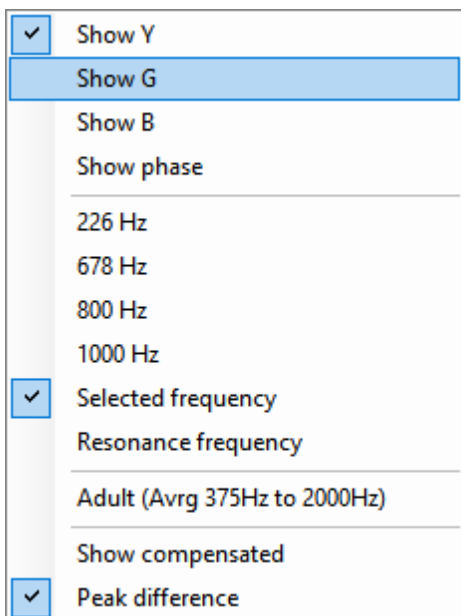 Show Y
Show G
Show B
Show phase
226 Hz
678 Hz
800 Hz
1000 Hz
Selected frequency
Resonance frequency
Adult (Avrg 375Hz to 2000Hz)
Show compensated
Peak difference